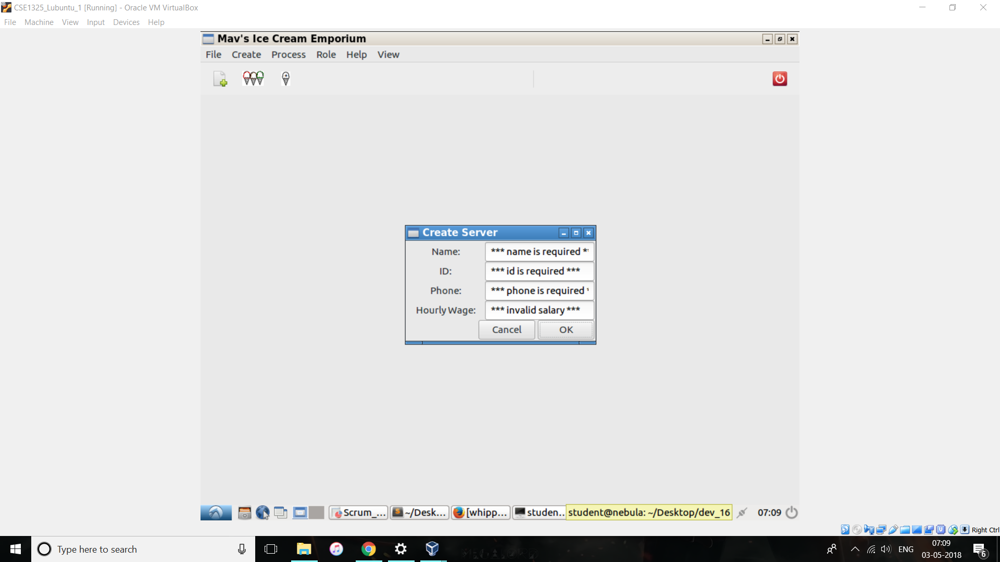 CSE1325_Lubuntu_1 [Running] - Oracle VM VirtualBox
File Machine View Input Devices Help
Mav's Ice Cream Emporium
File Create Process Role Help View
Create Server
Name: *** name is required *
ID: *** id is required ***
Phone: *** phone is required
Hourly Wage: *** invalid salary ***
Cancel OK
Scrum_... ~/Desk... [whipp... studen... student@nebula: ~/Desktop/dev_16 07:09
Right Ctrl
Type here to search
ENG
07:09
03-05-2018
6